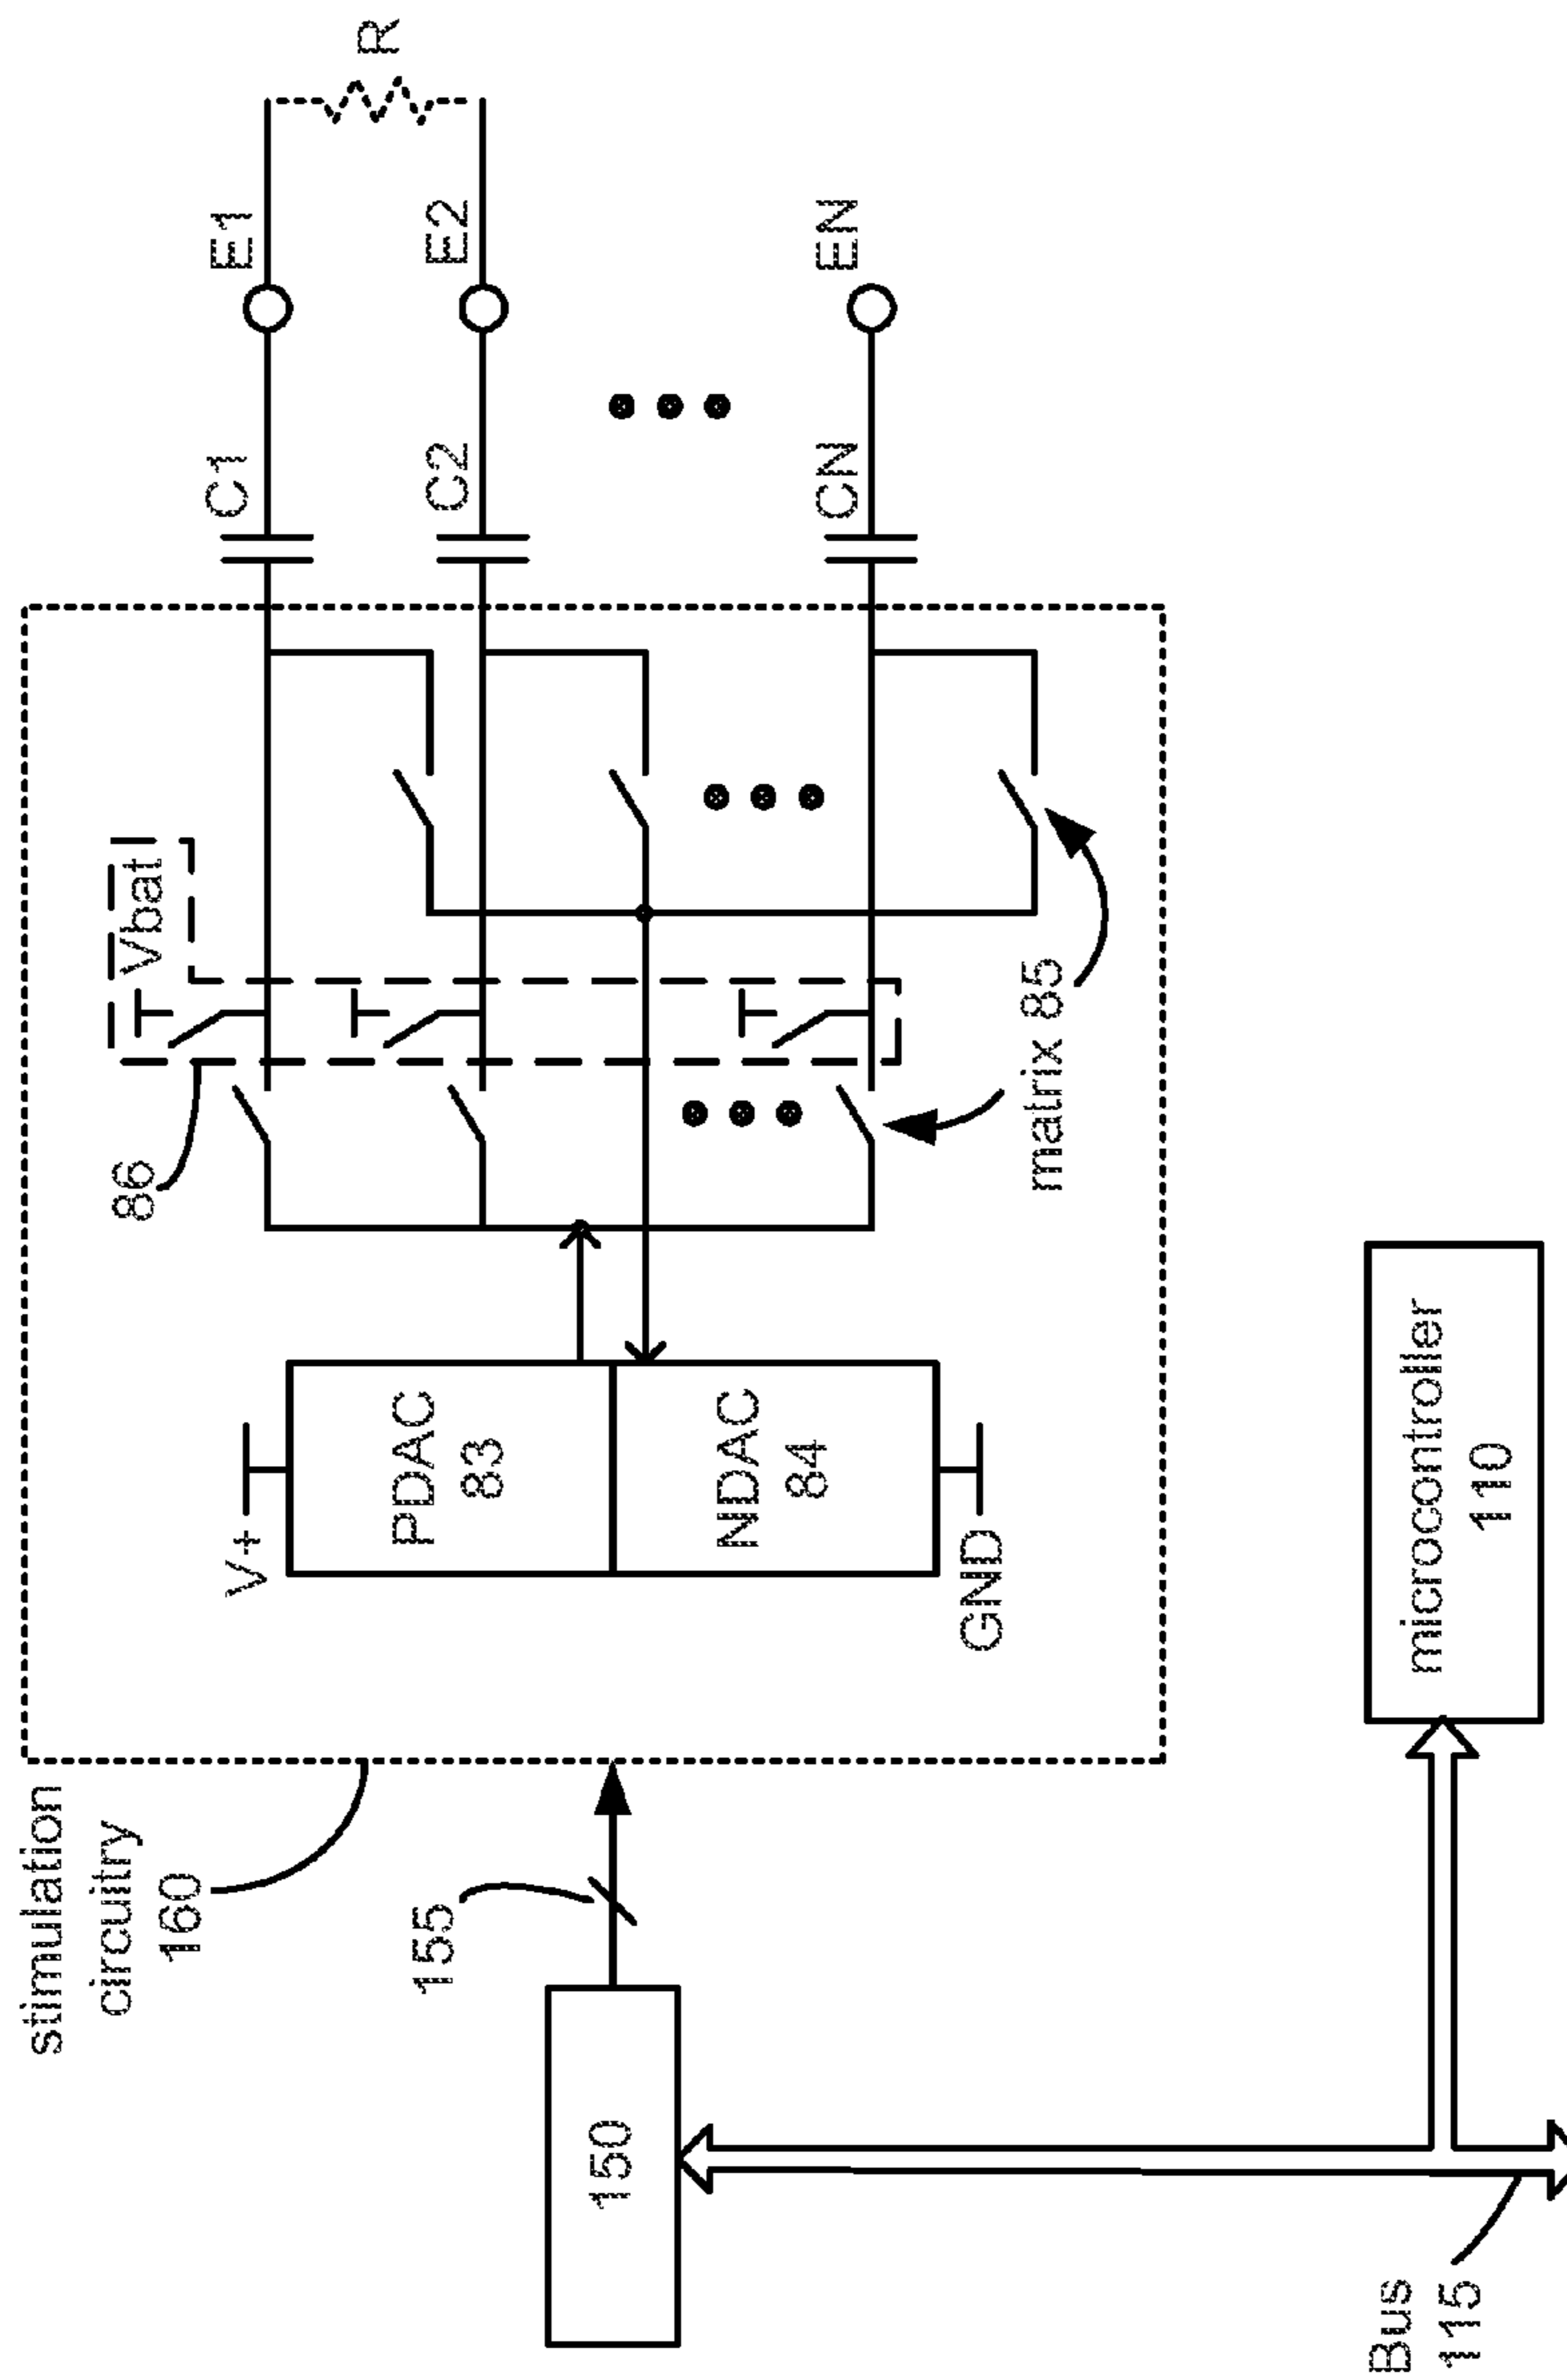 stimulation
circuitry
160
V+
PDAC
83
NDAC
84
GND
86
Vbat
matrix 85
C1
C2
CN
E1
E2
EN
R
155
150
Bus
115
microcontroller
110